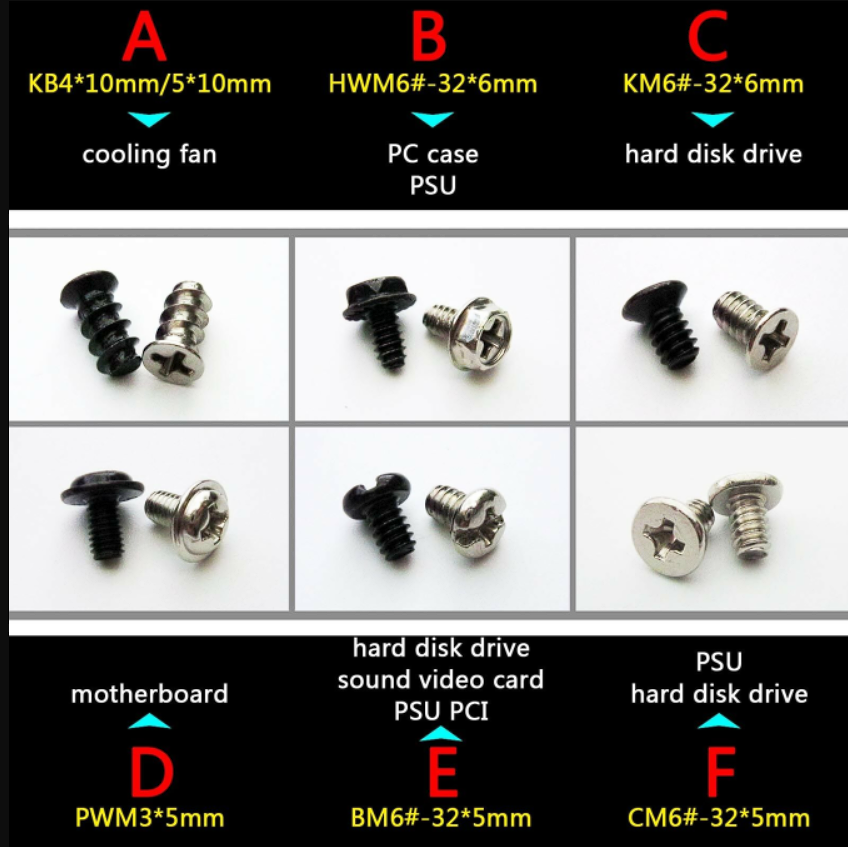 A
KB4*10mm/5*10mm
cooling fan
B
HWM6#-32*6mm
PC case
PSU
C
KM6#-32*6mm
hard disk drive
motherboard
D
PWM3*5mm
hard disk drive
sound video card
PSU PCI
E
BM6#-32*5mm
PSU
hard disk drive
F
CM6#-32*5mm